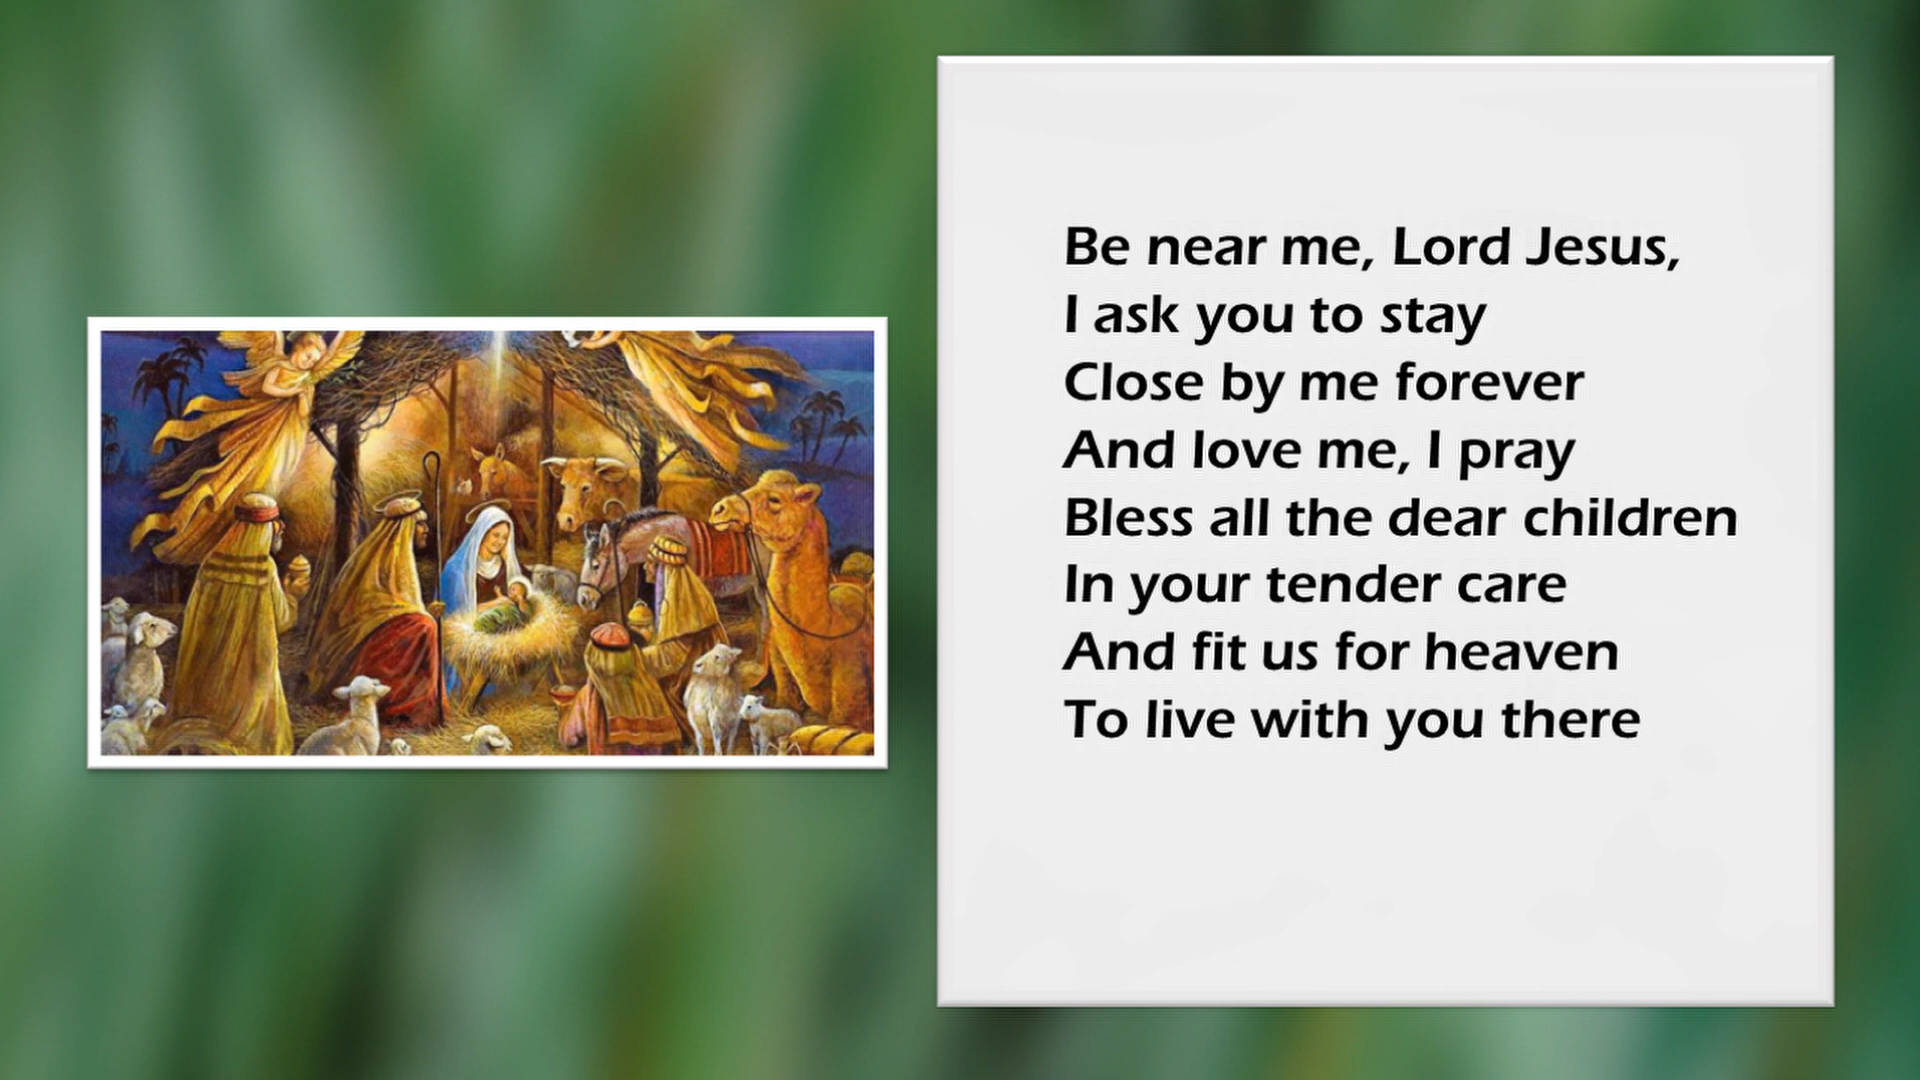 Be near me, Lord Jesus,
I ask you to stay
Close by me forever
And love me, I pray
Bless all the dear children
In your tender care
And fit us for heaven
To live with you there